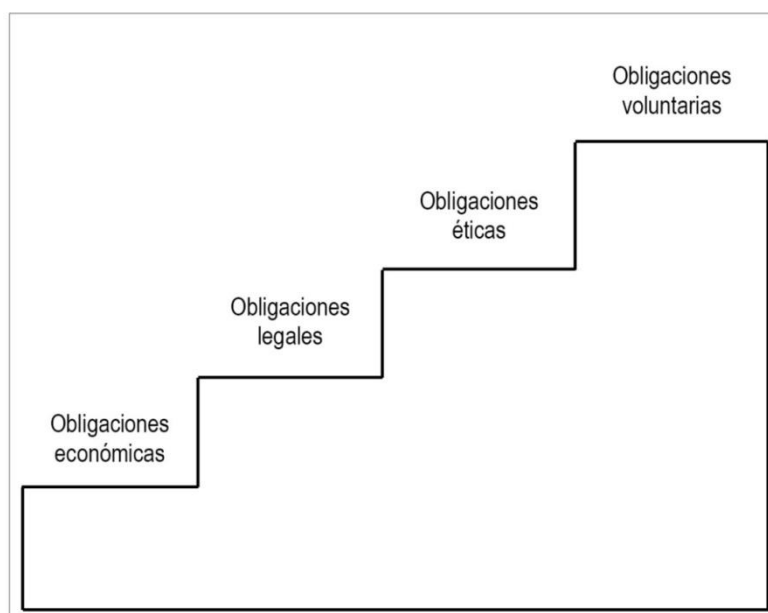 Obligaciones
voluntarias
Obligaciones
éticas
Obligaciones
legales
Obligaciones
económicas